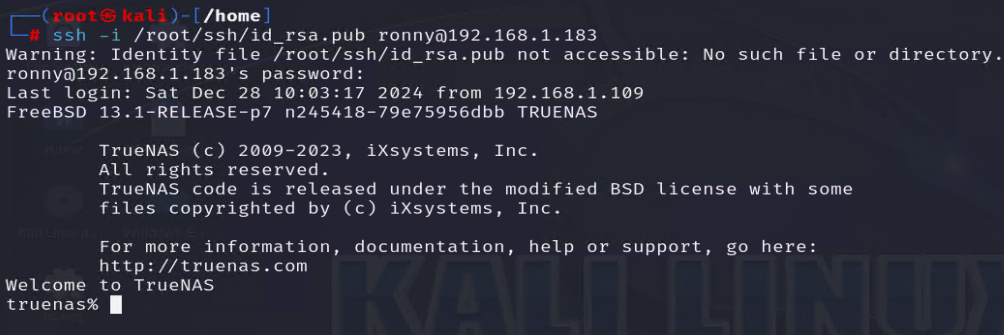 ┌──(root㉿kali)-[/home]
└─# ssh -i /root/ssh/id_rsa.pub ronny@192.168.1.183
Warning: Identity file /root/ssh/id_rsa.pub not accessible: No such file or directory.
ronny@192.168.1.183's password:
Last login: Sat Dec 28 10:03:17 2024 from 192.168.1.109
FreeBSD 13.1-RELEASE-p7 n245418-79e75956dbb TRUENAS
TrueNAS (c) 2009-2023, iXsystems, Inc.
All rights reserved.
TrueNAS code is released under the modified BSD license with some
files copyrighted by (c) iXsystems, Inc.
For more information, documentation, help or support, go here:
http://truenas.com
Welcome to TrueNAS
truenas%
Home
KALI LINUX